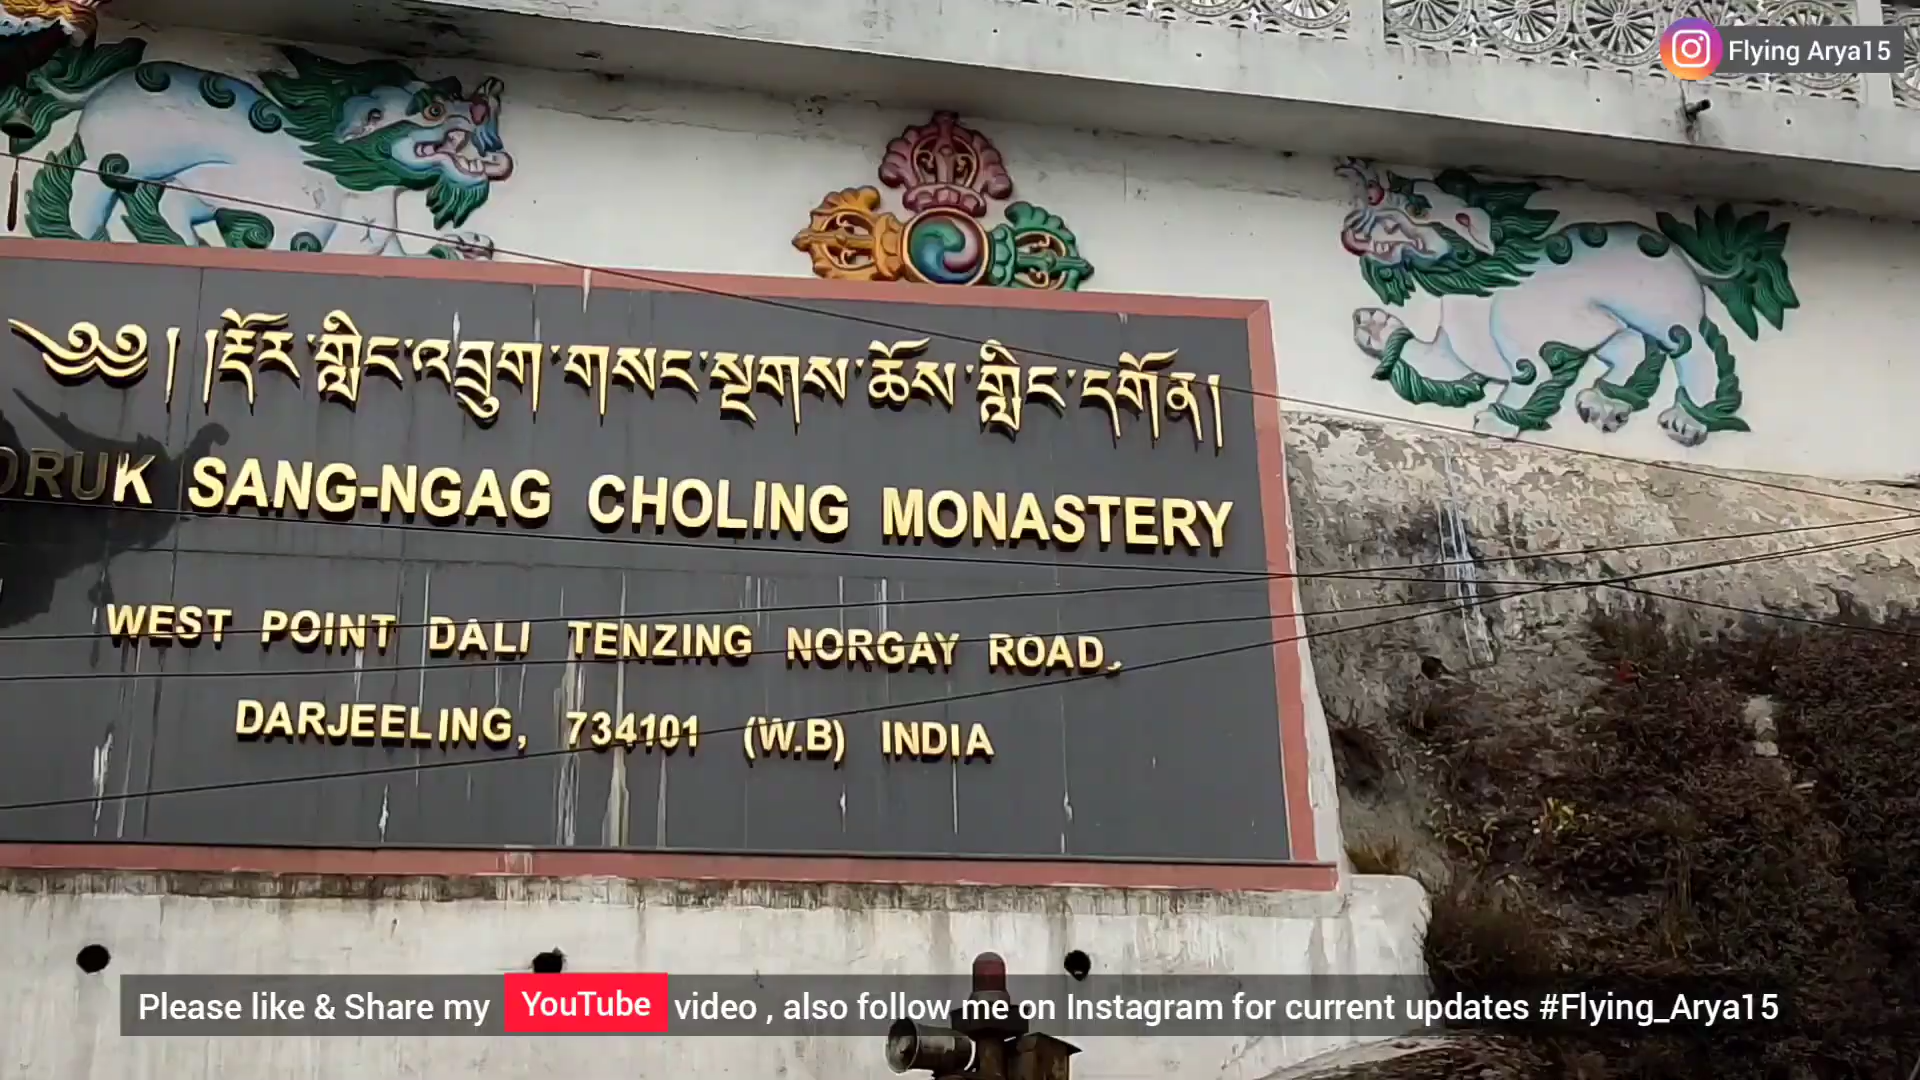 Flying Arya15
༄༅། །རྡོར་གླིང་འབྲུག་གསང་སྔགས་ཆོས་གླིང་དགོན།
DRUK SANG-NGAG CHOLING MONASTERY
WEST POINT DALI TENZING NORGAY ROAD,
DARJEELING, 734101 (W.B) INDIA
Please like & Share my YouTube video , also follow me on Instagram for current updates #Flying_Arya15